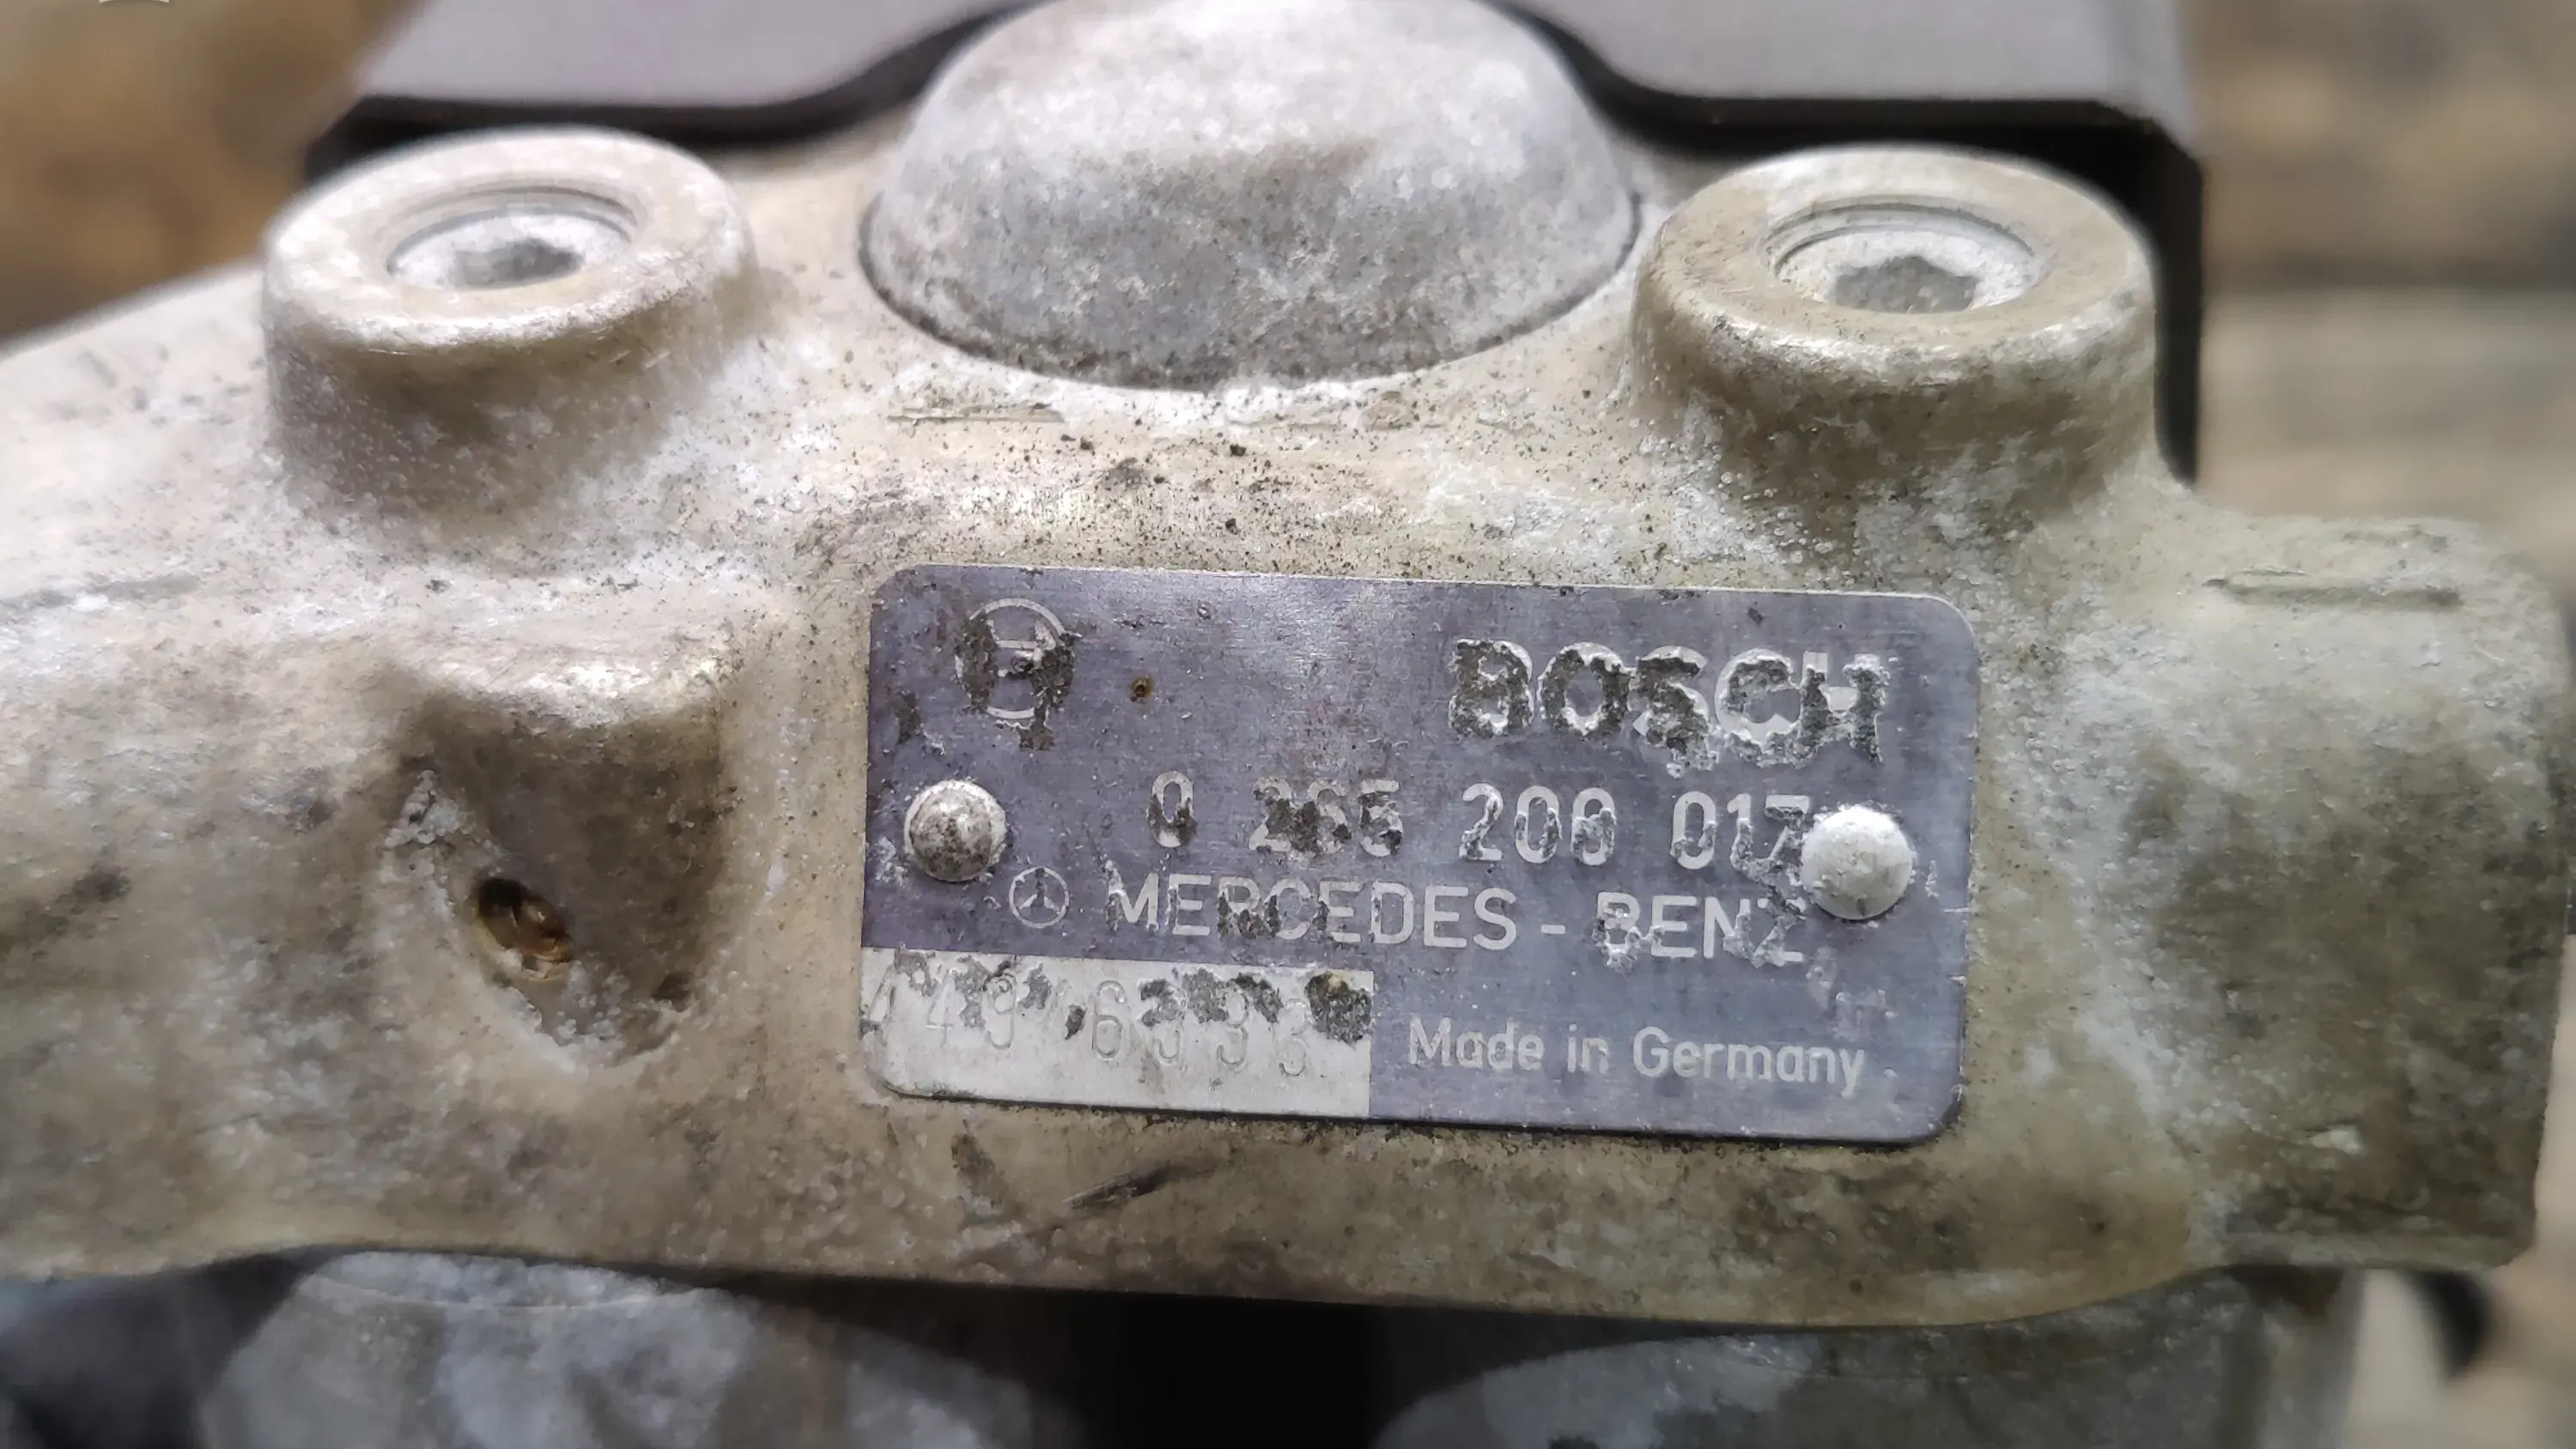 BOSCH
0 265 200 017
MERCEDES - BENZ
Made in Germany